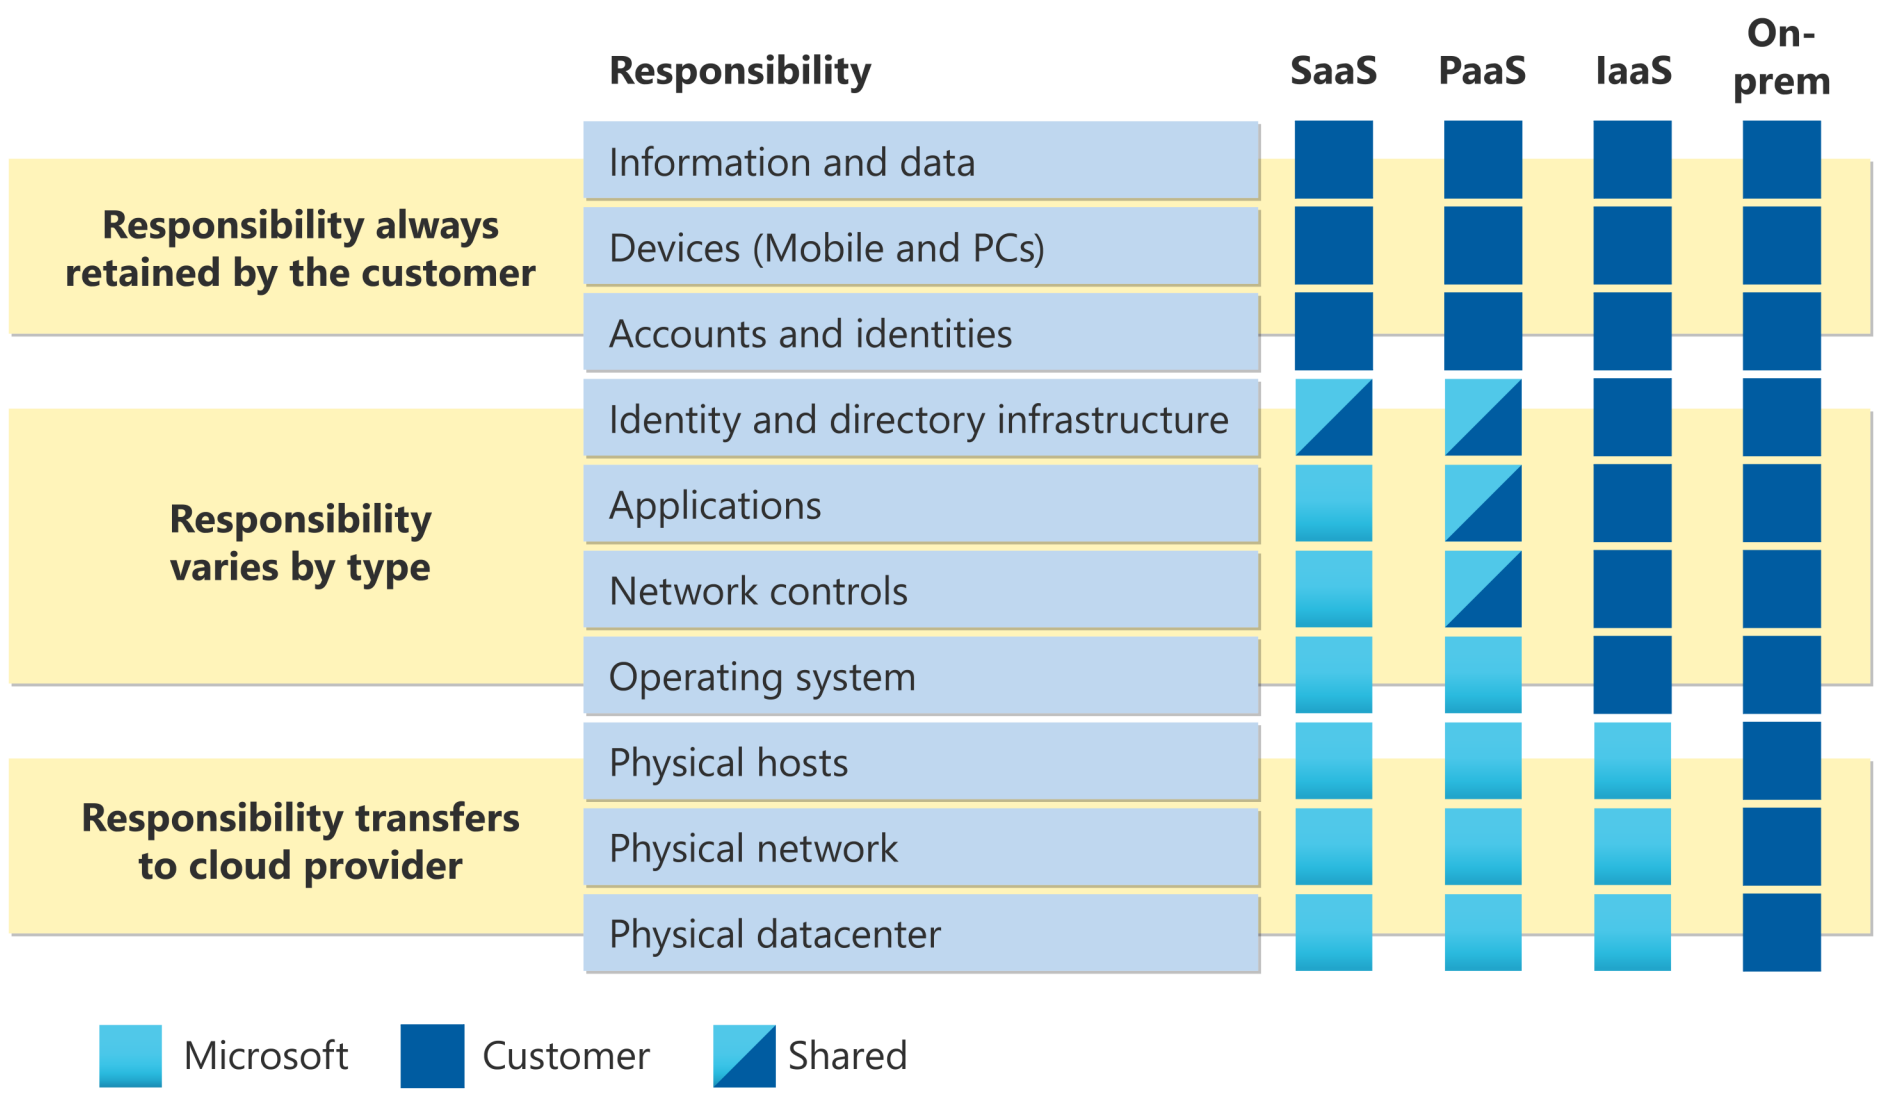 Responsibility
SaaS
PaaS
IaaS
On-
prem
Responsibility always
retained by the customer
Information and data
Devices (Mobile and PCs)
Accounts and identities
Responsibility
varies by type
Identity and directory infrastructure
Applications
Network controls
Operating system
Responsibility transfers
to cloud provider
Physical hosts
Physical network
Physical datacenter
Microsoft
Customer
Shared